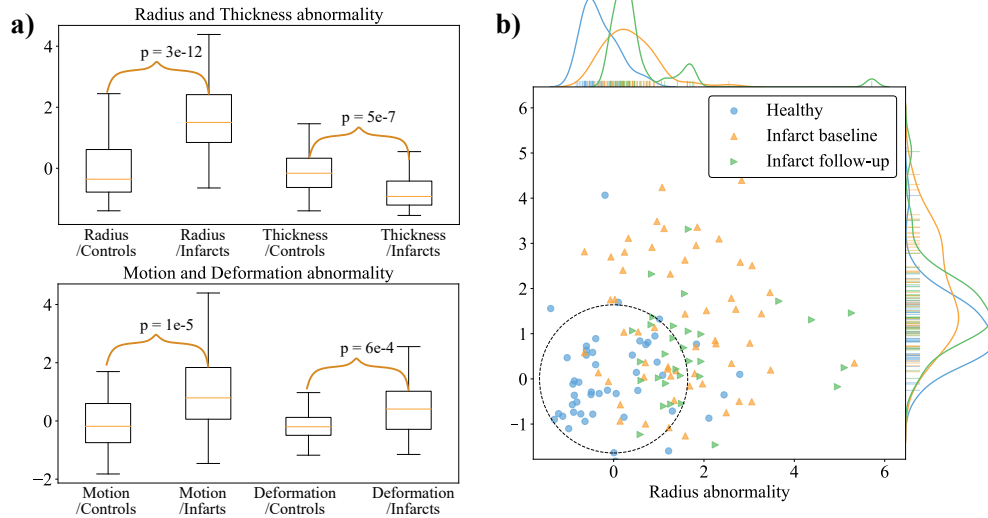 a)
Radius and Thickness abnormality
4
2
0
p = 3e-12
p = 5e-7
Radius
/Controls
Radius
/Infarcts
Thickness
/Controls
Thickness
/Infarcts
Motion and Deformation abnormality
4
2
0
−2
p = 1e-5
p = 6e-4
Motion
/Controls
Motion
/Infarts
Deformation
/Controls
Deformation
/Infarcts
b)
Healthy
Infarct baseline
Infarct follow-up
6
5
4
3
2
1
0
−1
0
2
4
6
Radius abnormality